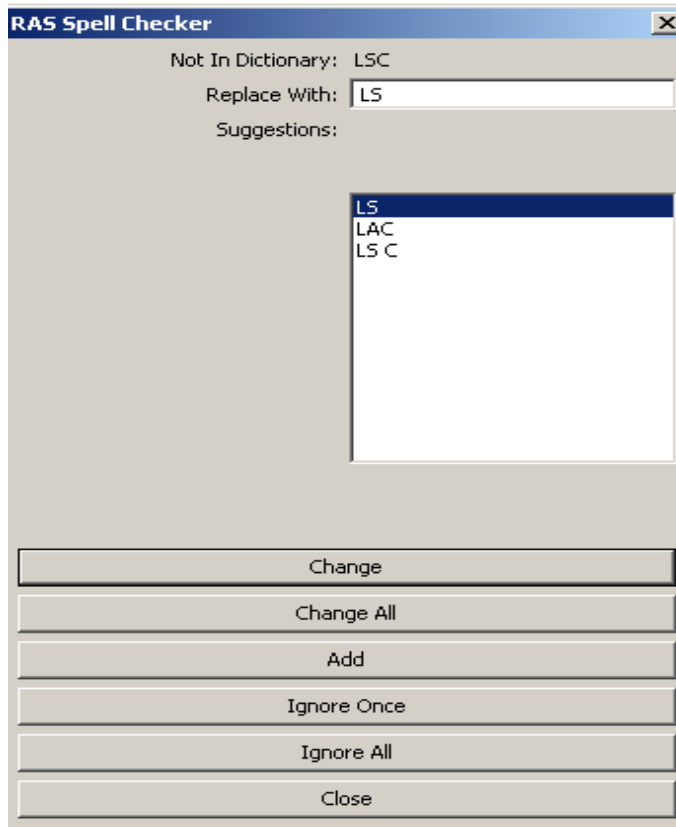 RAS Spell Checker
Not In Dictionary: LSC
Replace With: LS
Suggestions:
LS
LAC
LS C
Change
Change All
Add
Ignore Once
Ignore All
Close